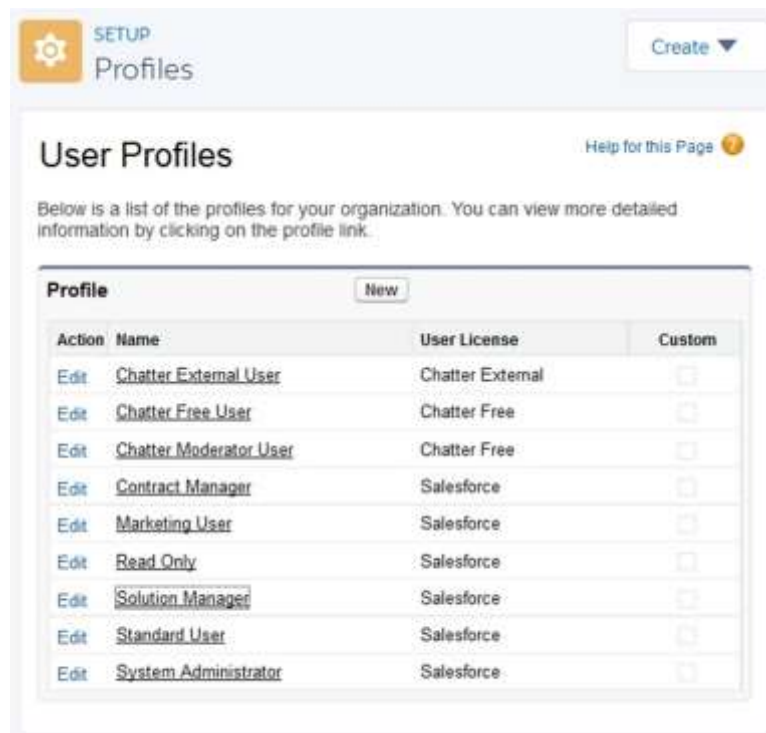 SETUP
Create
Profiles
User Profiles
Help for this Page ?
Below is a list of the profiles for your organization. You can view more detailed
information by clicking on the profile link.
Profile New
Action Name User License Custom
Edit Chatter External User Chatter External
Edit Chatter Free User Chatter Free
Edit Chatter Moderator User Chatter Free
Edit Contract Manager Salesforce
Edit Marketing User Salesforce
Edit Read Only Salesforce
Edit Solution Manager Salesforce
Edit Standard User Salesforce
Edit System Administrator Salesforce